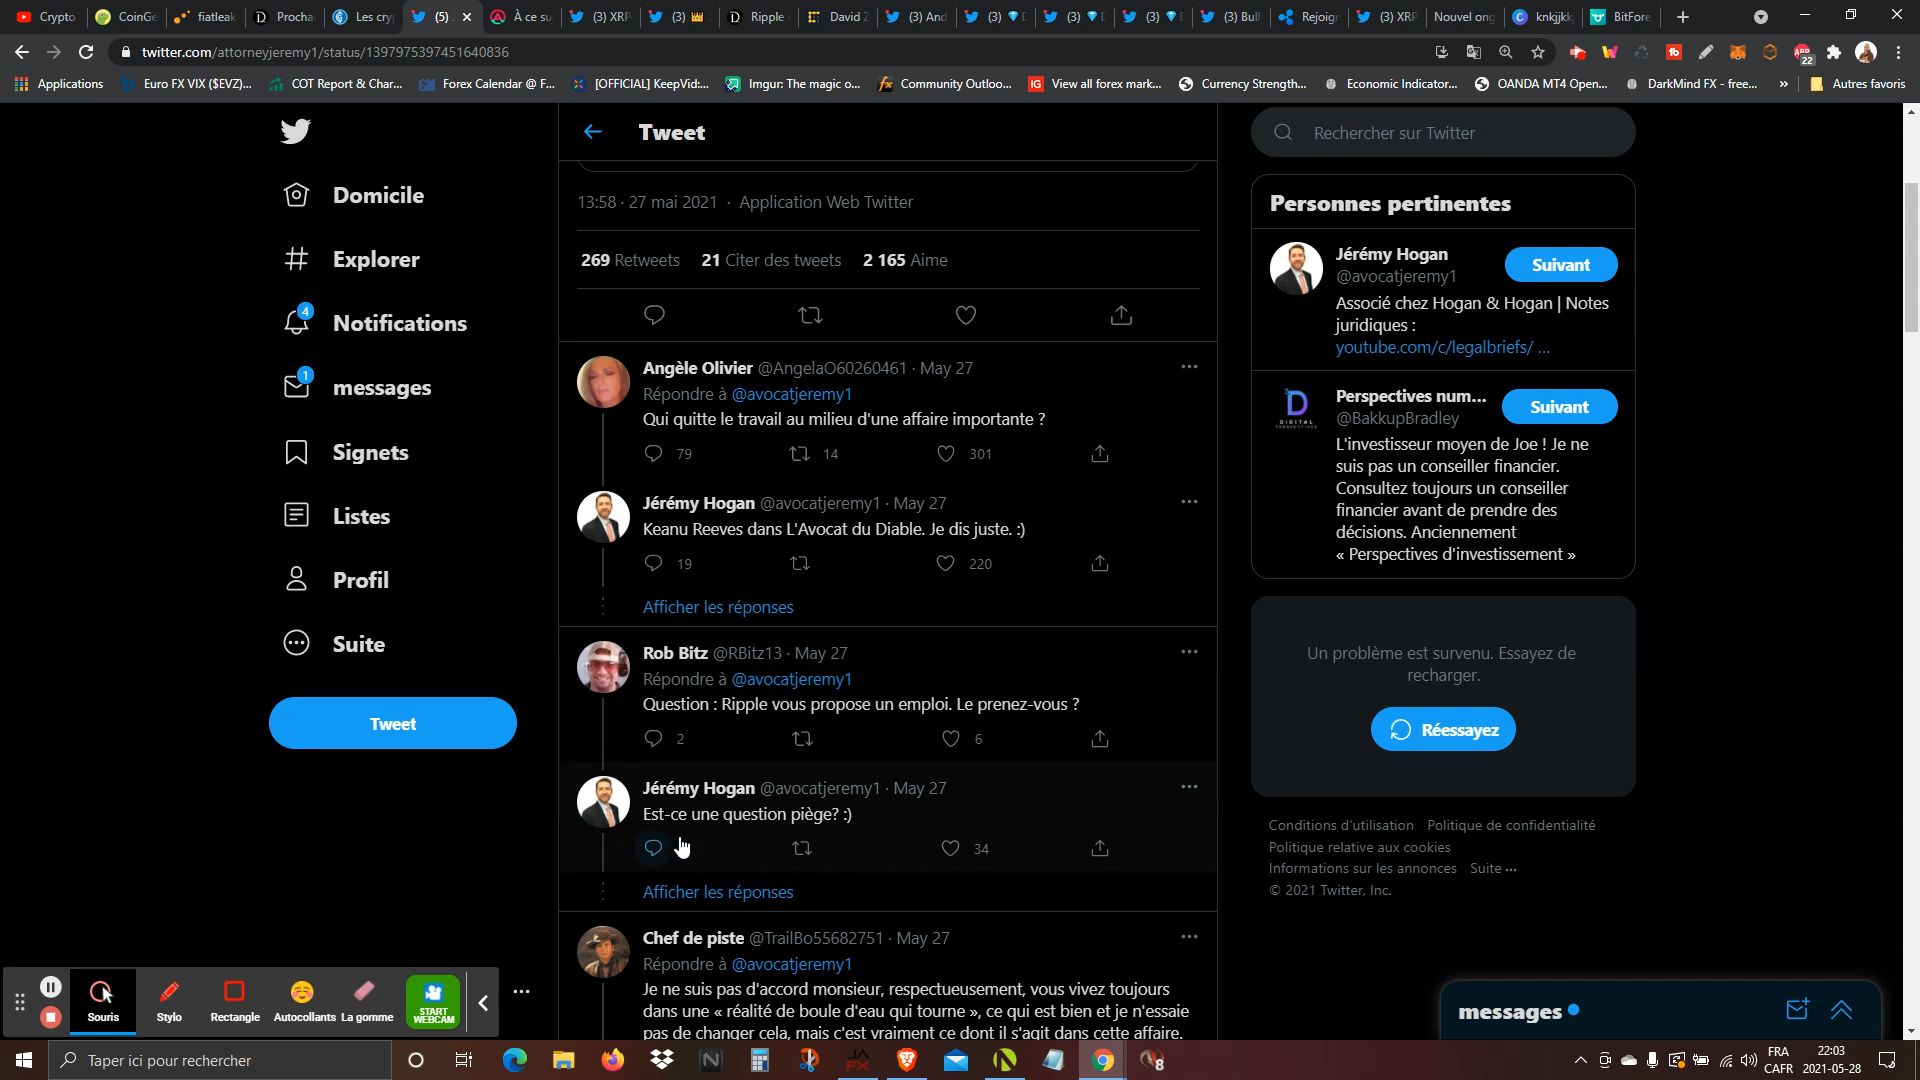 Crypto
CoinGe
fiatleak
Procha
Les cry
(5)
À ce su
(3) XRP
(3)
Ripple
David Z
(3) And
(3)
(3)
(3)
(3) Bull
Rejoign
(3) XRP
Nouvel ong
knkjjkk
BitFore
twitter.com/attorneyjeremy1/status/1397975397451640836
22
Applications
Euro FX VIX ($EVZ)...
COT Report & Char...
Forex Calendar @ F...
[OFFICIAL] KeepVid:...
Imgur: The magic o...
Community Outloo...
View all forex mark...
Currency Strength...
Economic Indicator...
OANDA MT4 Open...
DarkMind FX - free...
»
Autres favoris
Domicile
Explorer
4
Notifications
1
messages
Signets
Listes
Profil
Suite
Tweet
Tweet
13:58 · 27 mai 2021 · Application Web Twitter
269 Retweets 21 Citer des tweets 2 165 Aime
Angèle Olivier @AngelaO60260461 · May 27
Répondre à @avocatjeremy1
Qui quitte le travail au milieu d'une affaire importante ?
79 14 301
Jérémy Hogan @avocatjeremy1 · May 27
Keanu Reeves dans L'Avocat du Diable. Je dis juste. :)
19 220
Afficher les réponses
Rob Bitz @RBitz13 · May 27
Répondre à @avocatjeremy1
Question : Ripple vous propose un emploi. Le prenez-vous ?
2 6
Jérémy Hogan @avocatjeremy1 · May 27
Est-ce une question piège? :)
34
Afficher les réponses
Chef de piste @TrailBo55682751 · May 27
Répondre à @avocatjeremy1
Je ne suis pas d'accord monsieur, respectueusement, vous vivez toujours
dans une « réalité de boule d'eau qui tourne », ce qui est bien et je n'essaie
pas de changer cela, mais c'est vraiment ce dont il s'agit dans cette affaire.
Rechercher sur Twitter
Personnes pertinentes
Jérémy Hogan
@avocatjeremy1
Suivant
Associé chez Hogan & Hogan | Notes
juridiques :
youtube.com/c/legalbriefs/ ...
Perspectives num...
@BakkupBradley
Suivant
DIGITAL
PERSPECTIVES
L'investisseur moyen de Joe ! Je ne
suis pas un conseiller financier.
Consultez toujours un conseiller
financier avant de prendre des
décisions. Anciennement
« Perspectives d'investissement »
Un problème est survenu. Essayez de
recharger.
Réessayez
Conditions d'utilisation Politique de confidentialité
Politique relative aux cookies
Informations sur les annonces Suite ···
© 2021 Twitter, Inc.
messages
Souris
Stylo
Rectangle
Autocollants
La gomme
START
WEBCAM
Taper ici pour rechercher
FRA
CAFR
22:03
2021-05-28